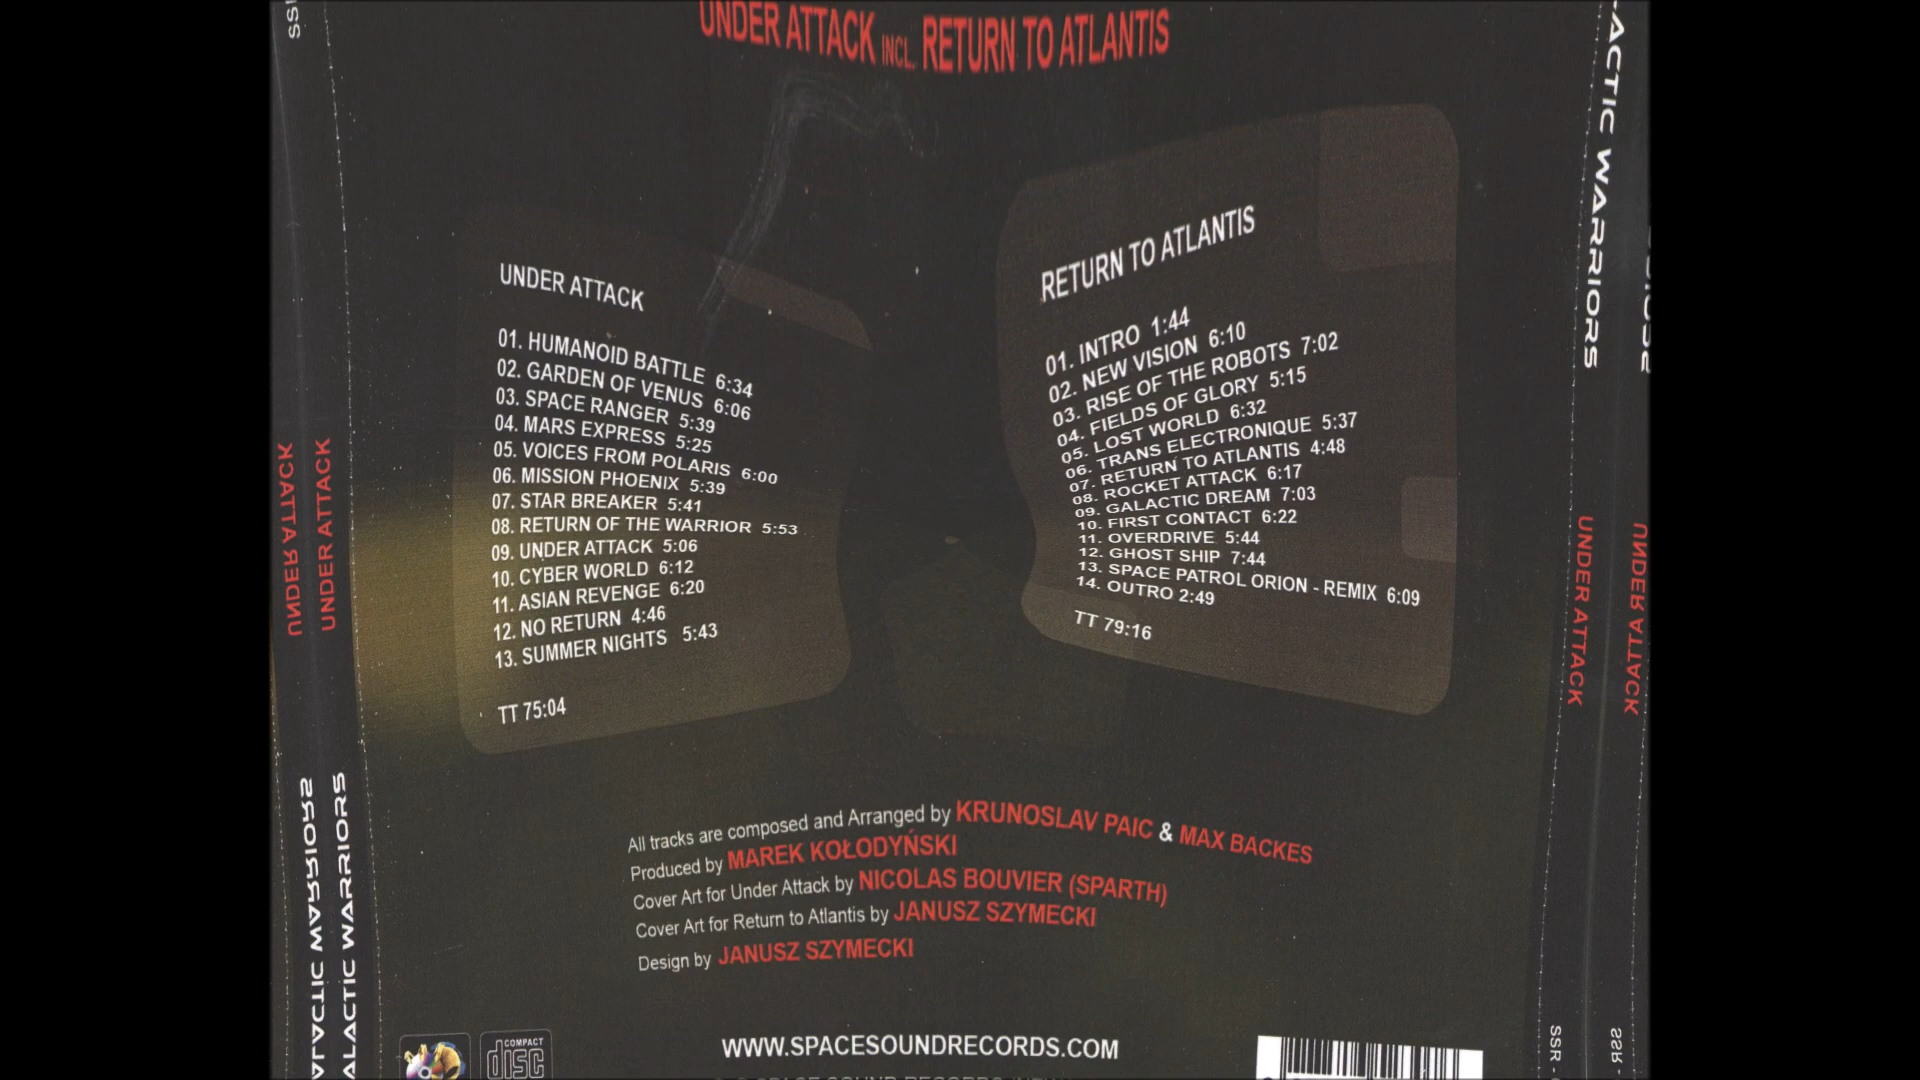 UNDER ATTACK INCL. RETURN TO ATLANTIS
UNDER ATTACK
01. HUMANOID BATTLE 6:34
02. GARDEN OF VENUS 6:06
03. SPACE RANGER 5:39
04. MARS EXPRESS 5:25
05. VOICES FROM POLARIS 6:00
06. MISSION PHOENIX 5:39
07. STAR BREAKER 5:41
08. RETURN OF THE WARRIOR 5:53
09. UNDER ATTACK 5:06
10. CYBER WORLD 6:12
11. ASIAN REVENGE 6:20
12. NO RETURN 4:46
13. SUMMER NIGHTS 5:43
TT 75:04
RETURN TO ATLANTIS
01. INTRO 1:44
02. NEW VISION 6:10
03. RISE OF THE ROBOTS 7:02
04. FIELDS OF GLORY 5:15
05. LOST WORLD 6:32
06. TRANS ELECTRONIQUE 5:37
07. RETURN TO ATLANTIS 4:48
08. ROCKET ATTACK 6:17
09. GALACTIC DREAM 7:03
10. FIRST CONTACT 6:22
11. OVERDRIVE 5:44
12. GHOST SHIP 7:44
13. SPACE PATROL ORION - REMIX 6:09
14. OUTRO 2:49
TT 79:16
All tracks are composed and Arranged by KRUNOSLAV PAIC & MAX BACKES
Produced by MAREK KOŁODYŃSKI
Cover Art for Under Attack by NICOLAS BOUVIER (SPARTH)
Cover Art for Return to Atlantis by JANUSZ SZYMECKI
Design by JANUSZ SZYMECKI
WWW.SPACESOUNDRECORDS.COM
COMPACT
disc
UNDER ATTACK
UNDER ATTACK
ALACTIC WARRIORS
ACTIC WARRIORS
UNDER ATTACK
UNDER ATTACK
SSR -
SSR -